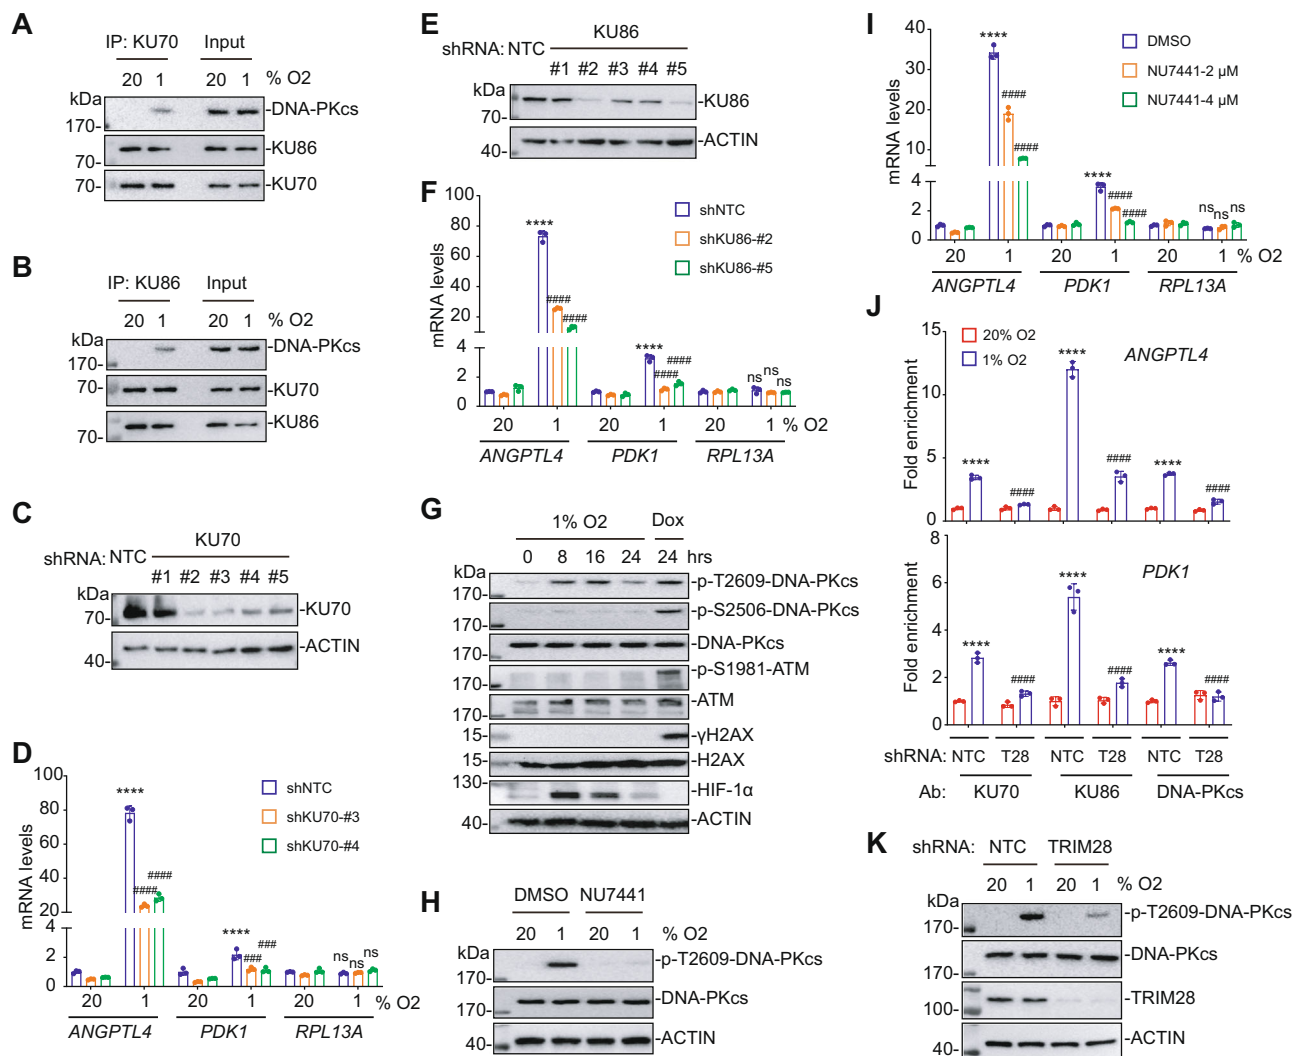 A
IP: KU70 Input
20 1 20 1 % O2
kDa
170-
-DNA-PKcs
70-
-KU86
70-
-KU70
B
IP: KU86 Input
20 1 20 1 % O2
kDa
170-
-DNA-PKcs
70-
-KU70
70-
-KU86
C
KU70
shRNA: NTC
#1 #2 #3 #4 #5
kDa
70-
-KU70
40-
-ACTIN
D
mRNA levels
100
80
60
40
20
4
2
0
shNTC
shKU70-#3
shKU70-#4
****
####
####
****
###
###
ns
ns
ns
20 1 20 1 20 1 % O2
ANGPTL4 PDK1 RPL13A
E
KU86
shRNA: NTC
#1 #2 #3 #4 #5
kDa
70-
-KU86
40-
-ACTIN
F
mRNA levels
100
80
60
40
20
4
2
0
shNTC
shKU86-#2
shKU86-#5
****
####
####
****
####
####
ns
ns
ns
20 1 20 1 20 1 % O2
ANGPTL4 PDK1 RPL13A
G
1% O2 Dox
0 8 16 24 24 hrs
kDa
170-
-p-T2609-DNA-PKcs
170-
-p-S2506-DNA-PKcs
170-
-DNA-PKcs
170-
-p-S1981-ATM
170-
-ATM
15-
-γH2AX
15-
-H2AX
130-
-HIF-1α
40-
-ACTIN
H
DMSO NU7441
20 1 20 1 % O2
kDa
170-
-p-T2609-DNA-PKcs
170-
-DNA-PKcs
40-
-ACTIN
I
mRNA levels
40
30
20
10
4
2
0
DMSO
NU7441-2 μM
NU7441-4 μM
****
####
####
****
####
####
ns
ns
ns
20 1 20 1 20 1 % O2
ANGPTL4 PDK1 RPL13A
J
Fold enrichment
15
10
5
0
20% O2
1% O2
ANGPTL4
****
####
****
####
****
####
Fold enrichment
8
6
4
2
0
PDK1
****
####
****
####
****
####
shRNA: NTC T28 NTC T28 NTC T28
Ab: KU70 KU86 DNA-PKcs
K
shRNA: NTC TRIM28
20 1 20 1 % O2
kDa
170-
-p-T2609-DNA-PKcs
170-
-DNA-PKcs
100-
-TRIM28
40-
-ACTIN